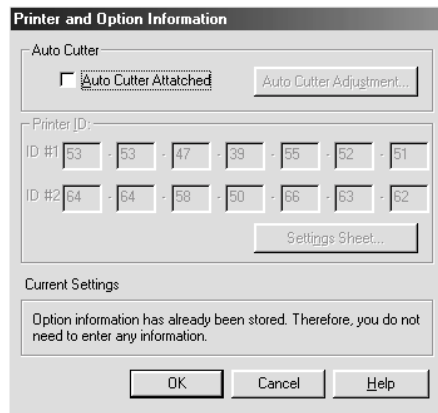 Printer and Option Information
Auto Cutter
Auto Cutter Attatched
Auto Cutter Adjustment...
Printer ID:
ID #1 53 - 53 - 47 - 39 - 55 - 52 - 51
ID #2 64 - 64 - 58 - 50 - 66 - 63 - 62
Settings Sheet...
Current Settings
Option information has already been stored. Therefore, you do not
need to enter any information.
OK Cancel Help